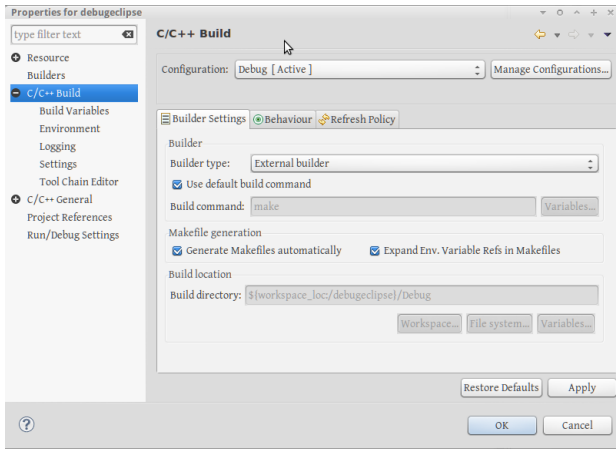 Properties for debugeclipse
type filter text
Resource
Builders
C/C++ Build
Build Variables
Environment
Logging
Settings
Tool Chain Editor
C/C++ General
Project References
Run/Debug Settings
C/C++ Build
Configuration: Debug [ Active ] Manage Configurations...
Builder Settings Behaviour Refresh Policy
Builder
Builder type: External builder
Use default build command
Build command: make Variables...
Makefile generation
Generate Makefiles automatically Expand Env. Variable Refs in Makefiles
Build location
Build directory: ${workspace_loc:/debugeclipse}/Debug
Workspace... File system... Variables...
Restore Defaults Apply
? OK Cancel